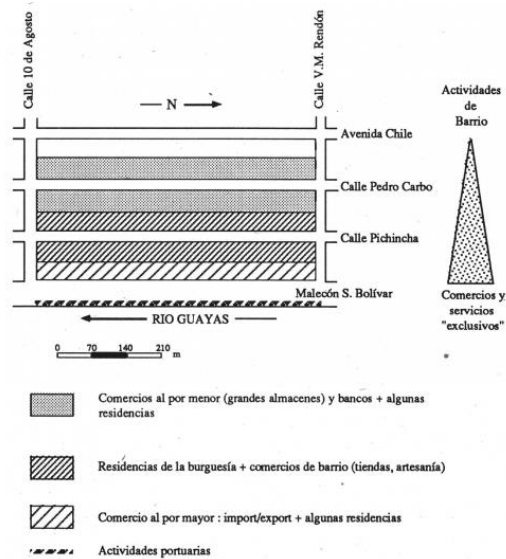 Calle 10 de Agosto
Calle V.M. Rendón
N
Actividades
de
Barrio
Avenida Chile
Calle Pedro Carbo
Calle Pichincha
Malecón S. Bolívar
RIO GUAYAS
Comercios y
servicios
"exclusivos"
0 70 140 210
m
Comercios al por menor (grandes almacenes) y bancos + algunas
residencias
Residencias de la burguesía + comercios de barrio (tiendas, artesanía)
Comercio al por mayor : import/export + algunas residencias
Actividades portuarias